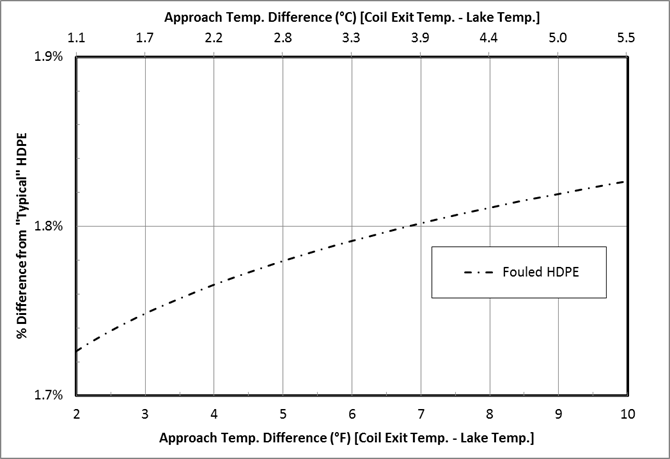 Approach Temp. Difference (°C) [Coil Exit Temp. - Lake Temp.]
1.1 1.7 2.2 2.8 3.3 3.9 4.4 5.0 5.5
1.9%
% Difference from "Typical" HDPE
1.8%
Fouled HDPE
1.7%
2 3 4 5 6 7 8 9 10
Approach Temp. Difference (°F) [Coil Exit Temp. - Lake Temp.]